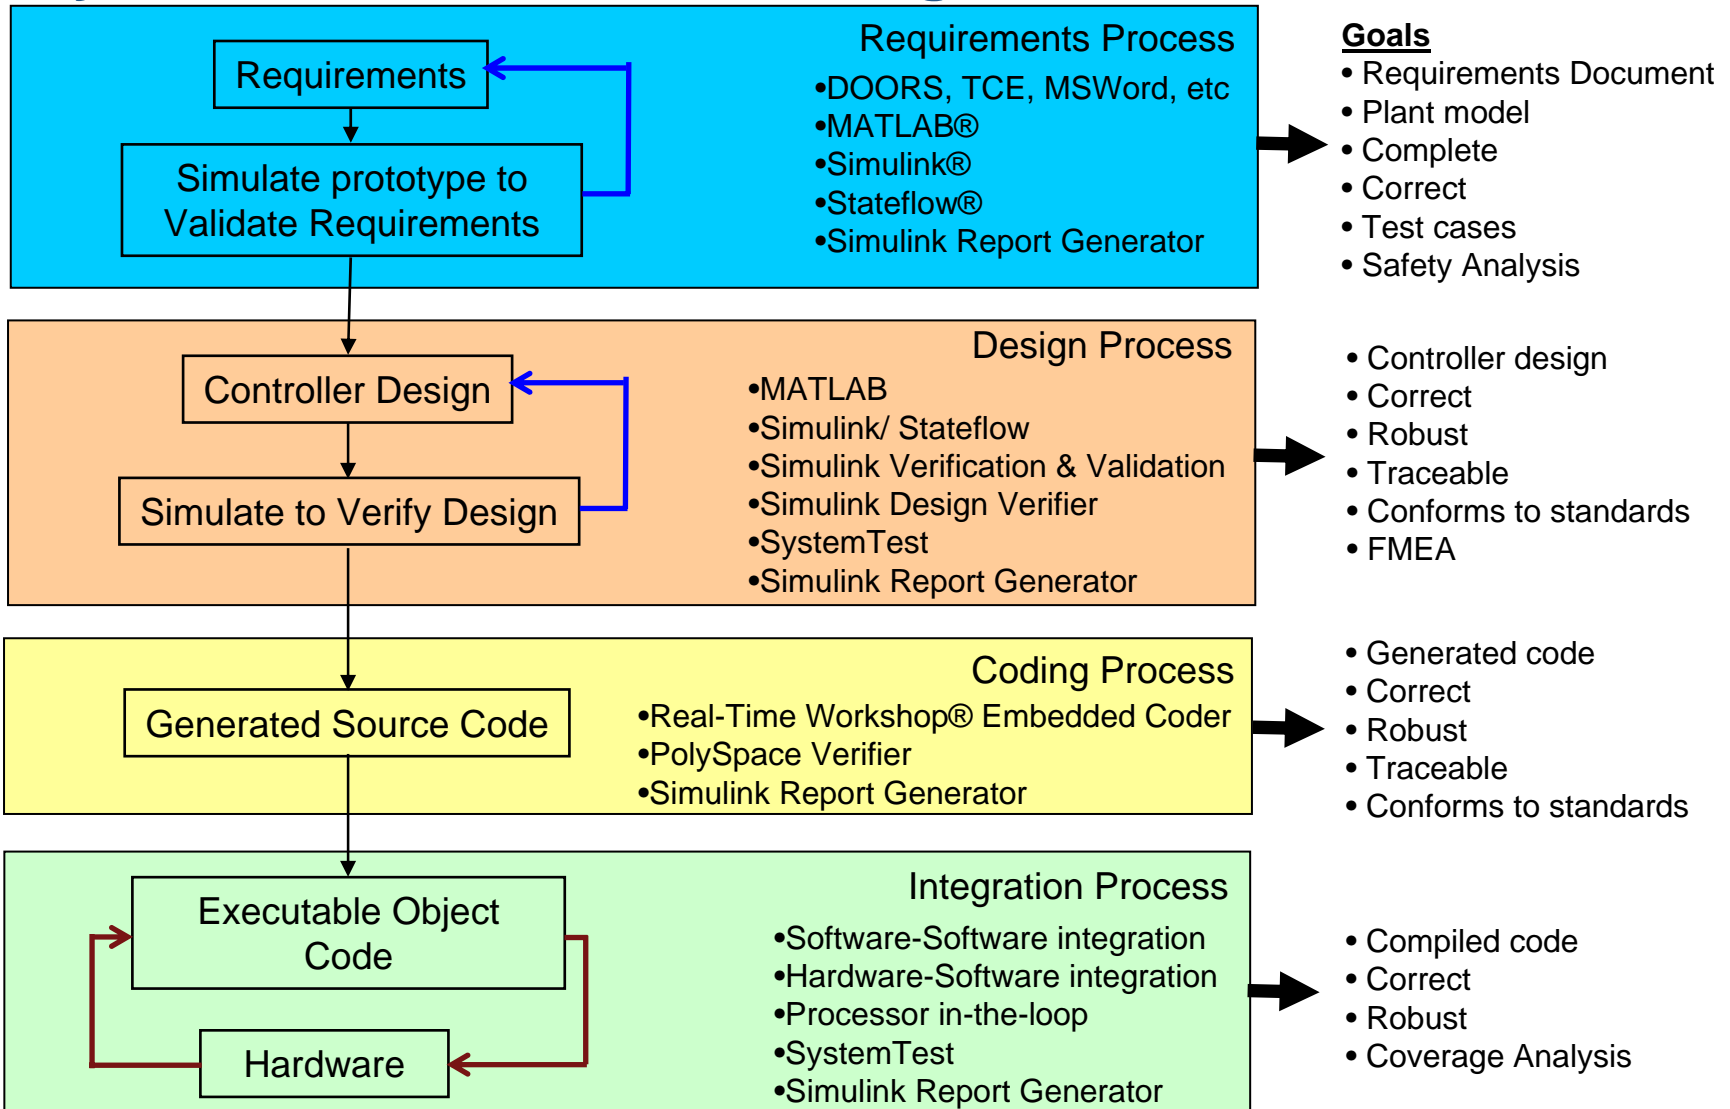 Requirements Process
Requirements
Simulate prototype to
Validate Requirements
•DOORS, TCE, MSWord, etc
•MATLAB®
•Simulink®
•Stateflow®
•Simulink Report Generator
Goals
• Requirements Document
• Plant model
• Complete
• Correct
• Test cases
• Safety Analysis
Design Process
Controller Design
Simulate to Verify Design
•MATLAB
•Simulink/ Stateflow
•Simulink Verification & Validation
•Simulink Design Verifier
•SystemTest
•Simulink Report Generator
• Controller design
• Correct
• Robust
• Traceable
• Conforms to standards
• FMEA
Coding Process
Generated Source Code
•Real-Time Workshop® Embedded Coder
•PolySpace Verifier
•Simulink Report Generator
• Generated code
• Correct
• Robust
• Traceable
• Conforms to standards
Integration Process
Executable Object
Code
Hardware
•Software-Software integration
•Hardware-Software integration
•Processor in-the-loop
•SystemTest
•Simulink Report Generator
• Compiled code
• Correct
• Robust
• Coverage Analysis